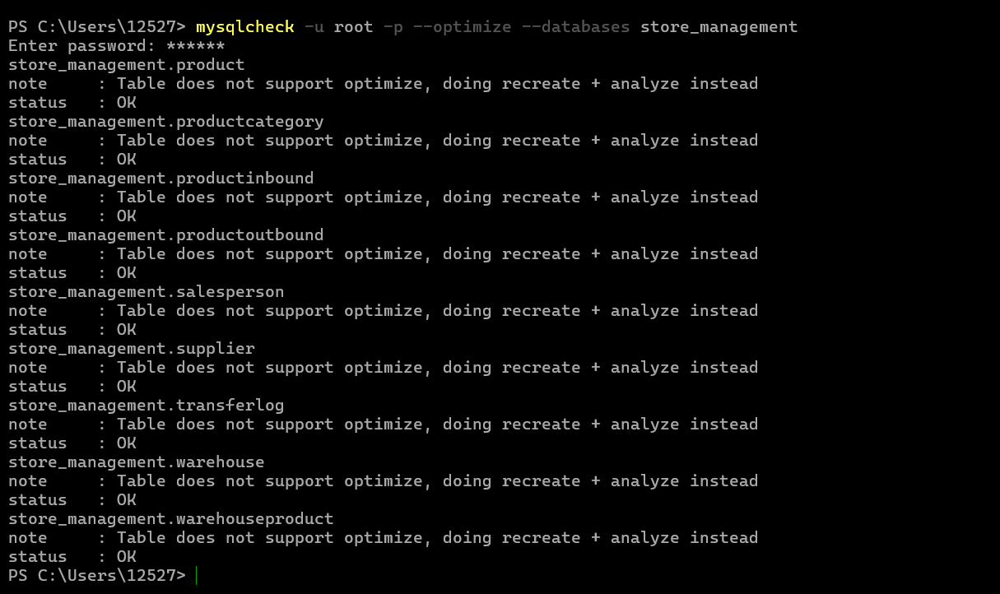 PS C:\Users\12527> mysqlcheck -u root -p --optimize --databases store_management
Enter password: ******
store_management.product
note     : Table does not support optimize, doing recreate + analyze instead
status   : OK
store_management.productcategory
note     : Table does not support optimize, doing recreate + analyze instead
status   : OK
store_management.productinbound
note     : Table does not support optimize, doing recreate + analyze instead
status   : OK
store_management.productoutbound
note     : Table does not support optimize, doing recreate + analyze instead
status   : OK
store_management.salesperson
note     : Table does not support optimize, doing recreate + analyze instead
status   : OK
store_management.supplier
note     : Table does not support optimize, doing recreate + analyze instead
status   : OK
store_management.transferlog
note     : Table does not support optimize, doing recreate + analyze instead
status   : OK
store_management.warehouse
note     : Table does not support optimize, doing recreate + analyze instead
status   : OK
store_management.warehouseproduct
note     : Table does not support optimize, doing recreate + analyze instead
status   : OK
PS C:\Users\12527>